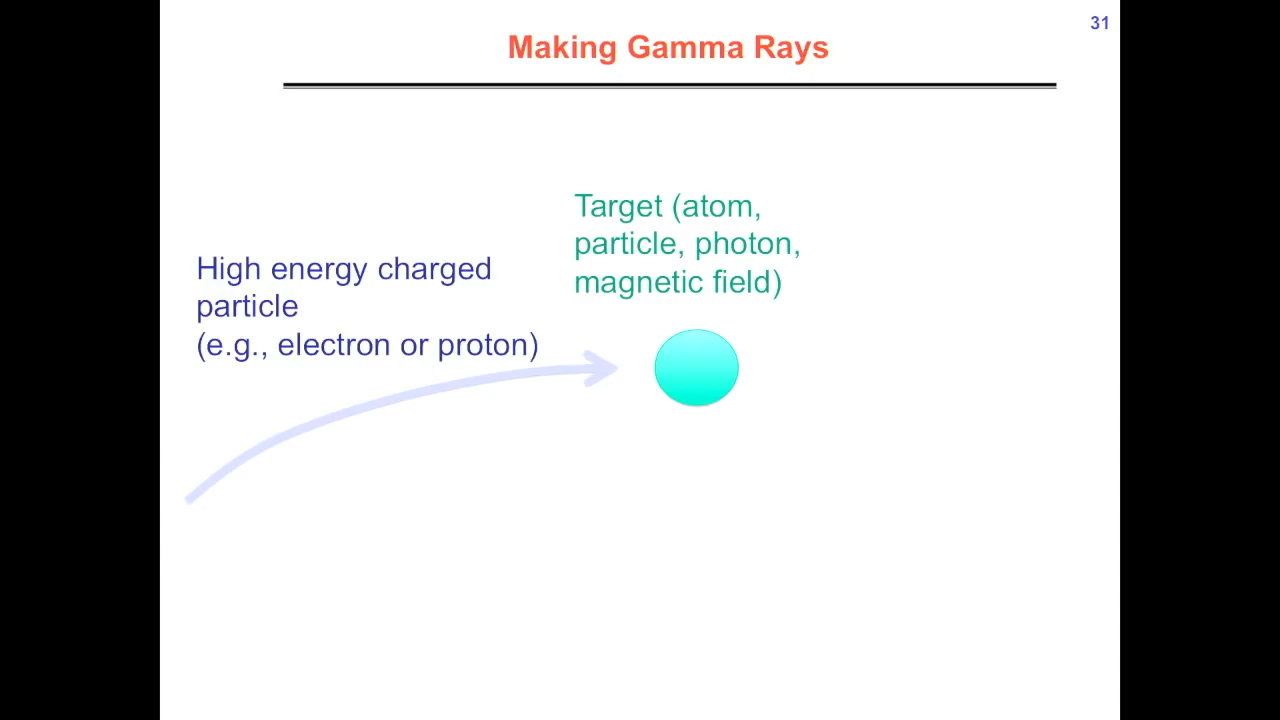 31
Making Gamma Rays
Target (atom,
particle, photon,
magnetic field)
High energy charged
particle
(e.g., electron or proton)